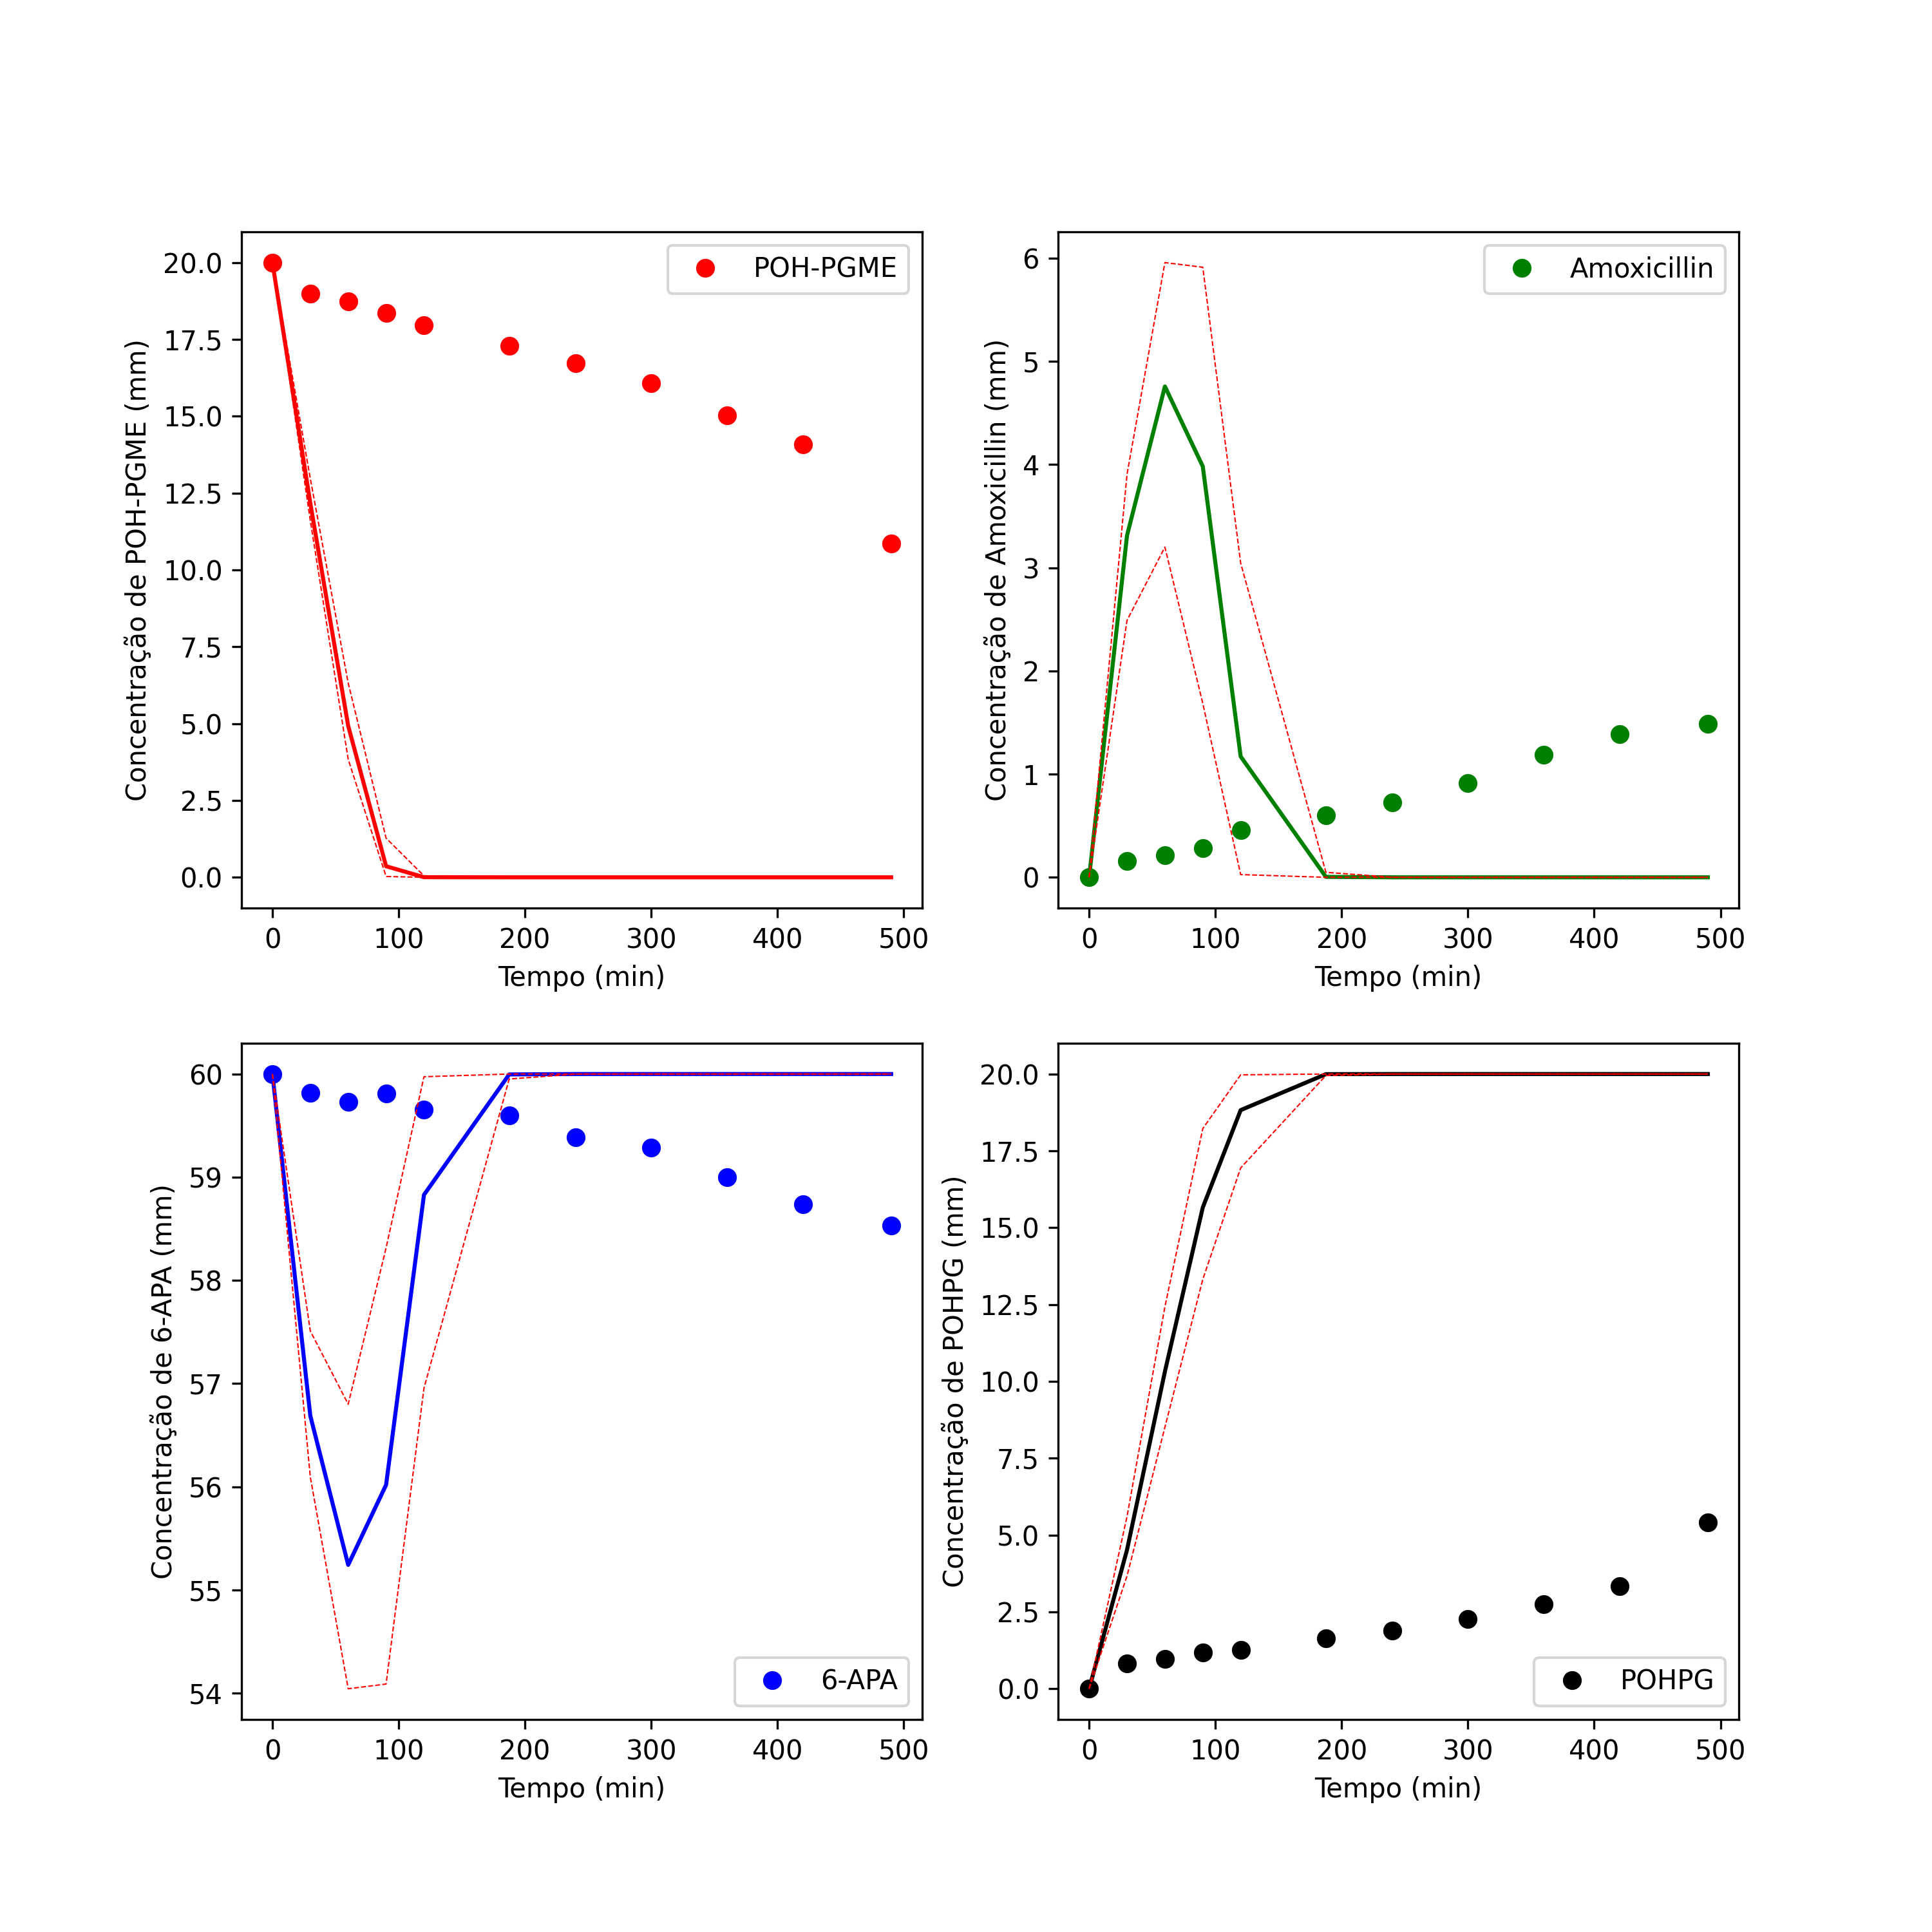 POH-PGME
Concentração de POH-PGME (mm)
20.0
17.5
15.0
12.5
10.0
7.5
5.0
2.5
0.0
0 100 200 300 400 500
Tempo (min)
Amoxicillin
Concentração de Amoxicillin (mm)
6
5
4
3
2
1
0
0 100 200 300 400 500
Tempo (min)
Concentração de 6-APA (mm)
60
59
58
57
56
55
54
6-APA
0 100 200 300 400 500
Tempo (min)
Concentração de POHPG (mm)
20.0
17.5
15.0
12.5
10.0
7.5
5.0
2.5
0.0
POHPG
0 100 200 300 400 500
Tempo (min)